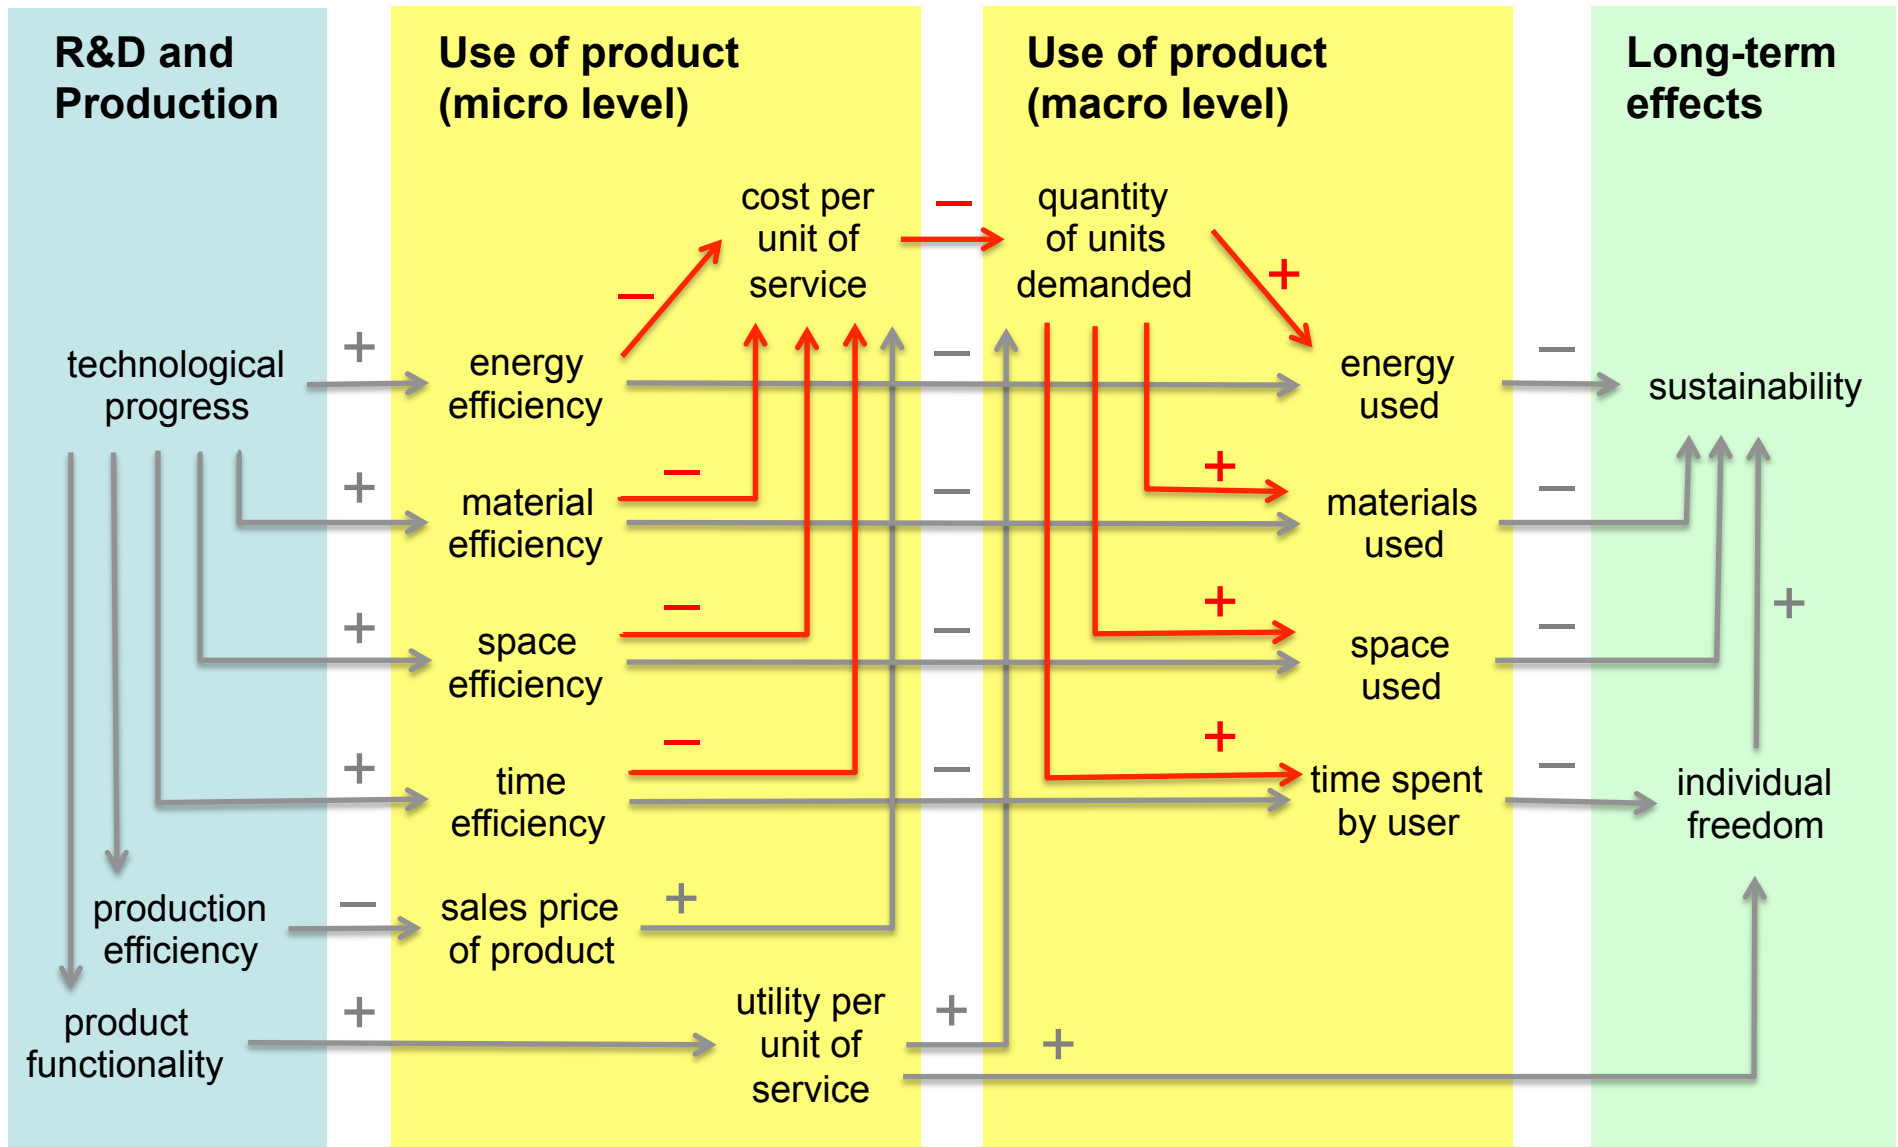 R&D and
Production
Use of product
(micro level)
Use of product
(macro level)
Long-term
effects
cost per
unit of
service
−
quantity
of units
demanded
−
+
technological
progress
+
energy
efficiency
−
energy
used
−
sustainability
+
material
efficiency
−
−
+
materials
used
−
+
space
efficiency
−
−
+
space
used
−
+
+
time
efficiency
−
−
+
time spent
by user
−
individual
freedom
production
efficiency
−
sales price
of product
+
product
functionality
+
utility per
unit of
service
+
+